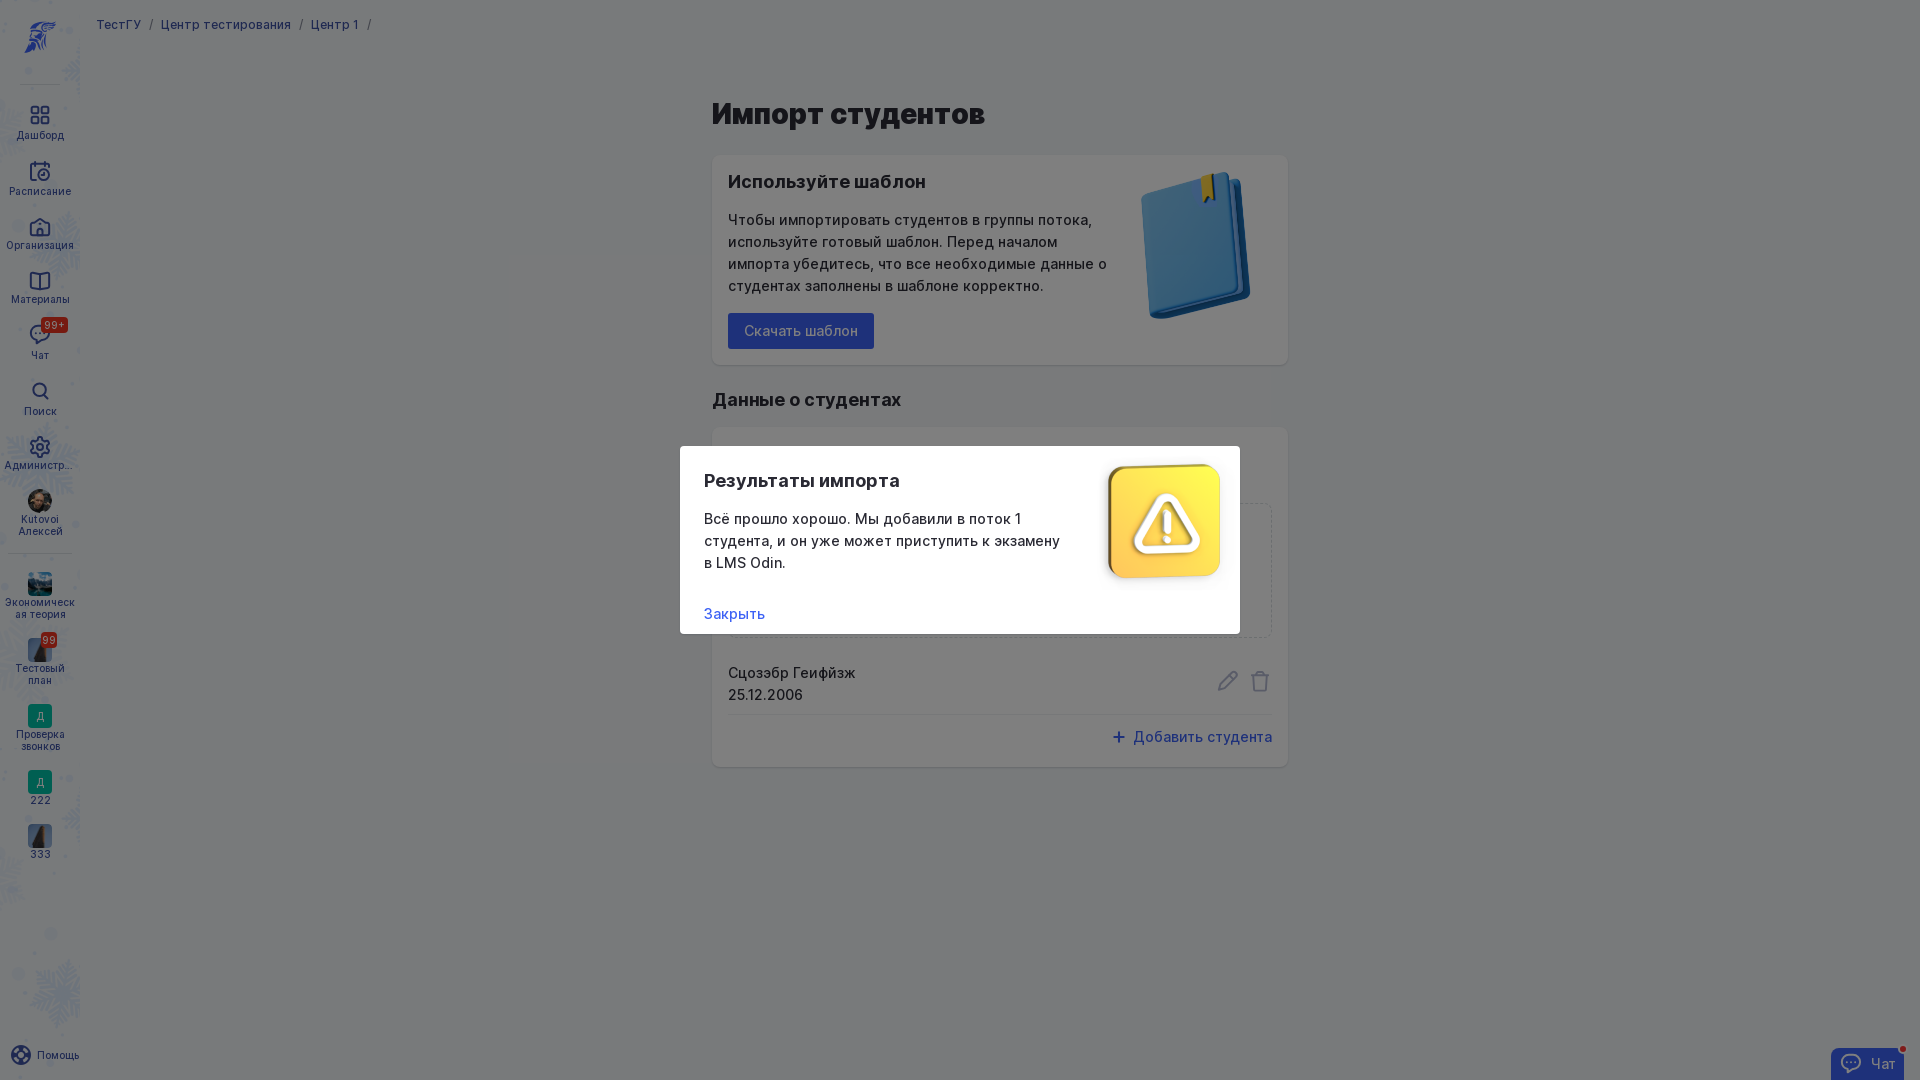 ТестГУ / Центр тестирования / Центр 1 /
Дашборд
Расписание
Организация
Материалы
99+
Чат
Поиск
Администр...
Kutovoi
Алексей
Экономическ
ая теория
99
Тестовый
план
Д
Проверка
звонков
Д
222
333
Помощь
Импорт студентов
Используйте шаблон
Чтобы импортировать студентов в группы потока,
используйте готовый шаблон. Перед началом
импорта убедитесь, что все необходимые данные о
студентах заполнены в шаблоне корректно.
Скачать шаблон
Данные о студентах
Результаты импорта
Всё прошло хорошо. Мы добавили в поток 1
студента, и он уже может приступить к экзамену
в LMS Odin.
Закрыть
Сцозэбр Геифйзж
25.12.2006
Добавить студента
Чат